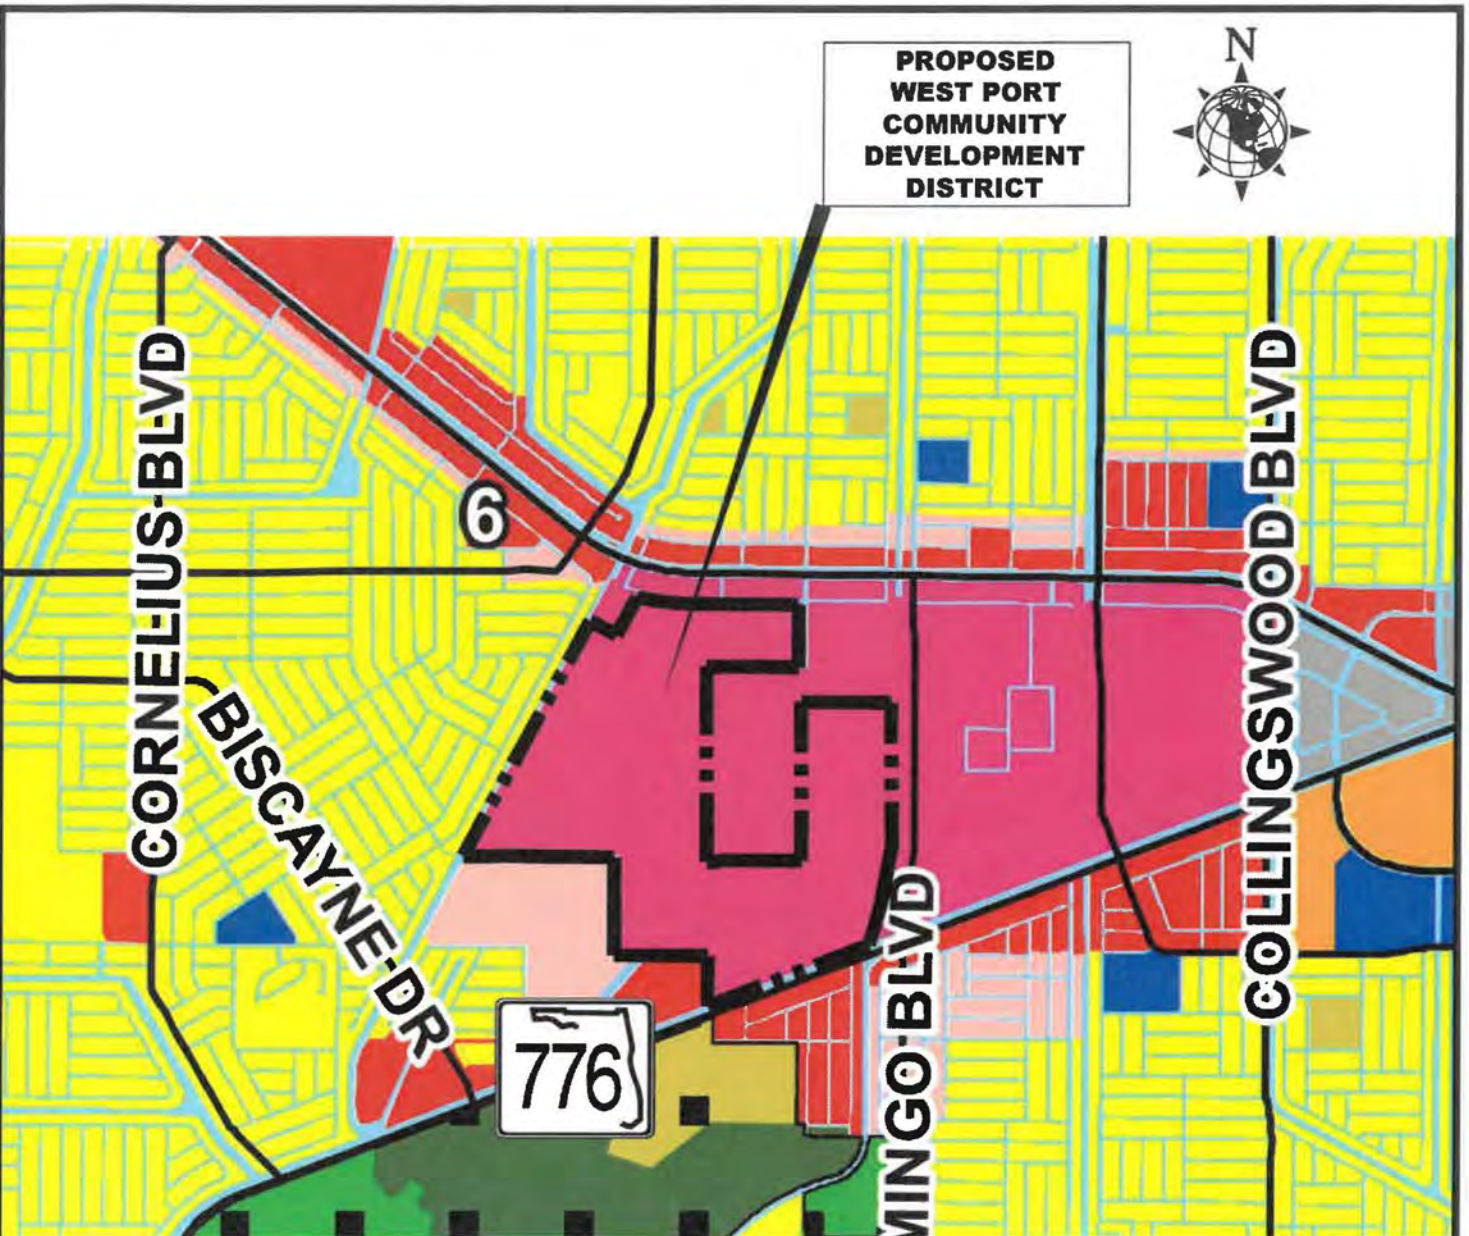 N
PROPOSED
WEST PORT
COMMUNITY
DEVELOPMENT
DISTRICT
CORNELIUS BLVD
6
COLLINGSWOOD BLVD
BISCAYNE DR
MINGO BLVD
776